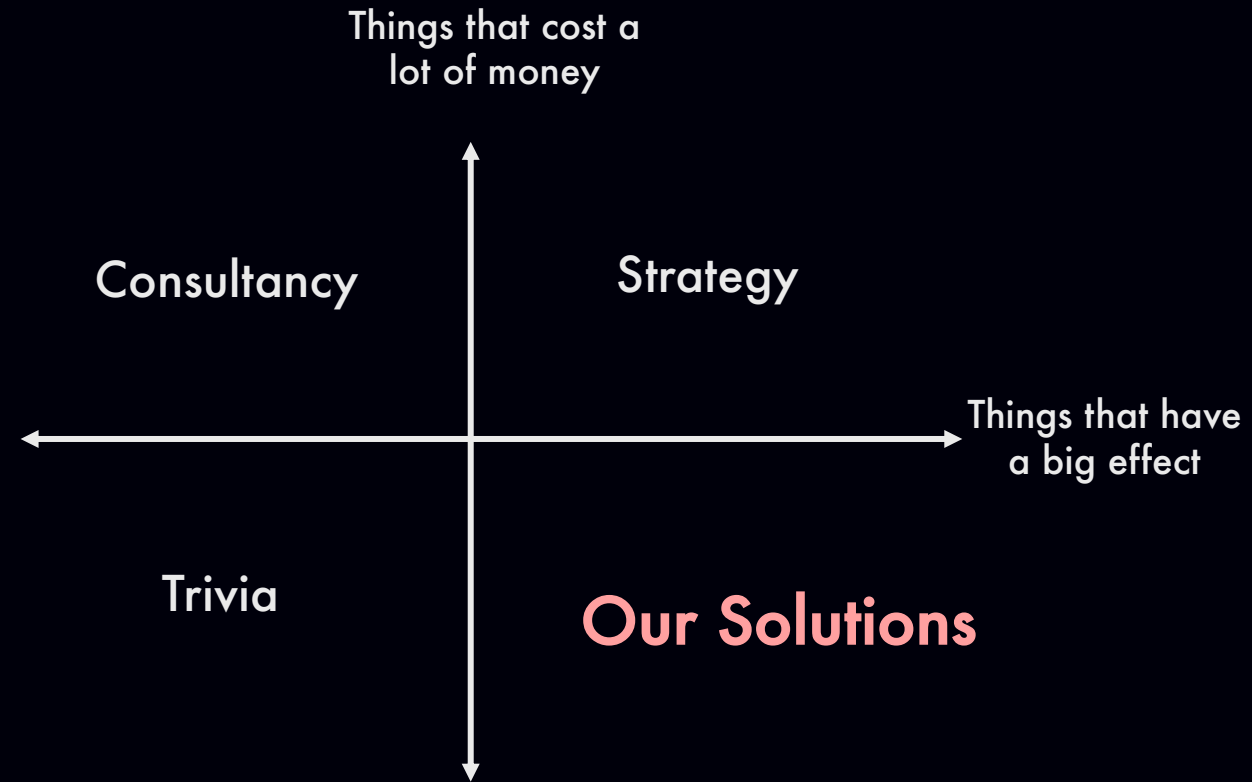 Things that cost a
lot of money
Consultancy
Strategy
Things that have
a big effect
Trivia
Our Solutions